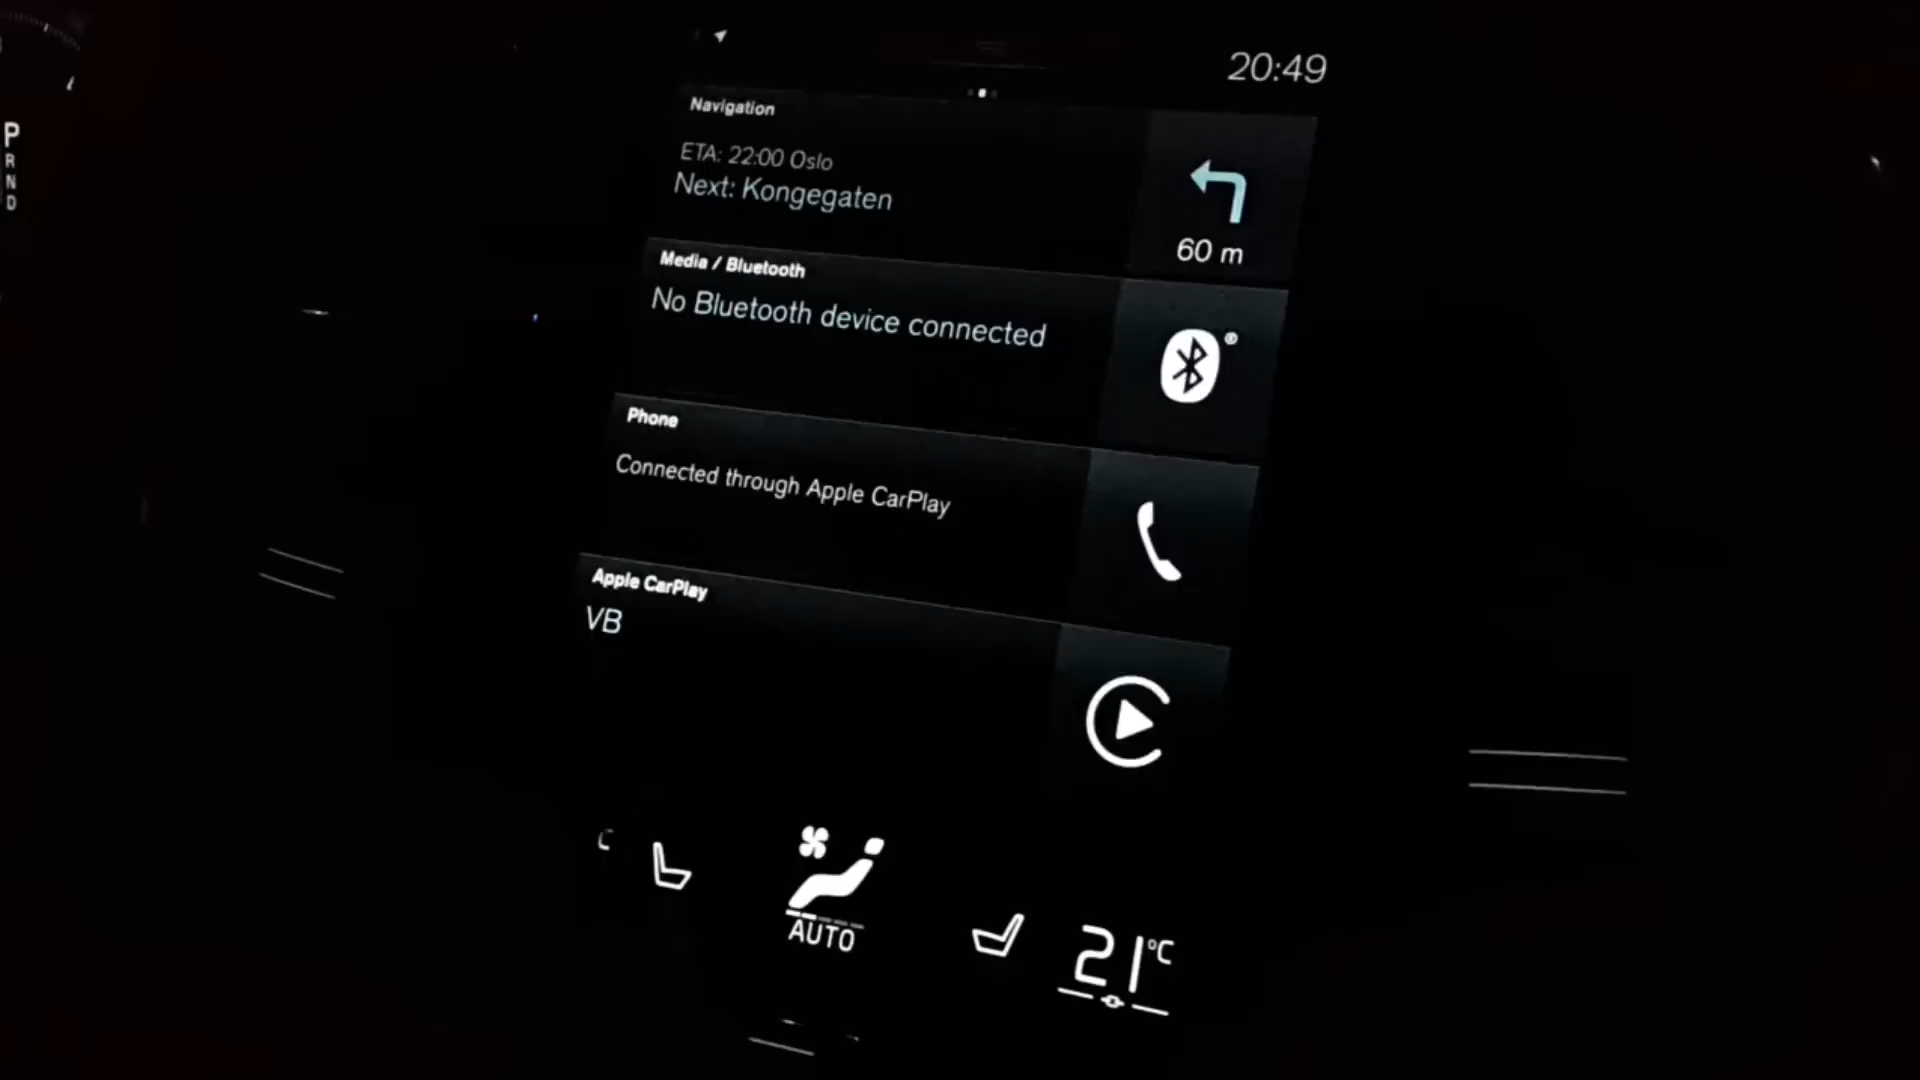 20:49
P
R
N
D
Navigation
ETA: 22:00 Oslo
Next: Kongegaten
60 m
Media / Bluetooth
No Bluetooth device connected
Phone
Connected through Apple CarPlay
Apple CarPlay
VB
C
AUTO
21°C